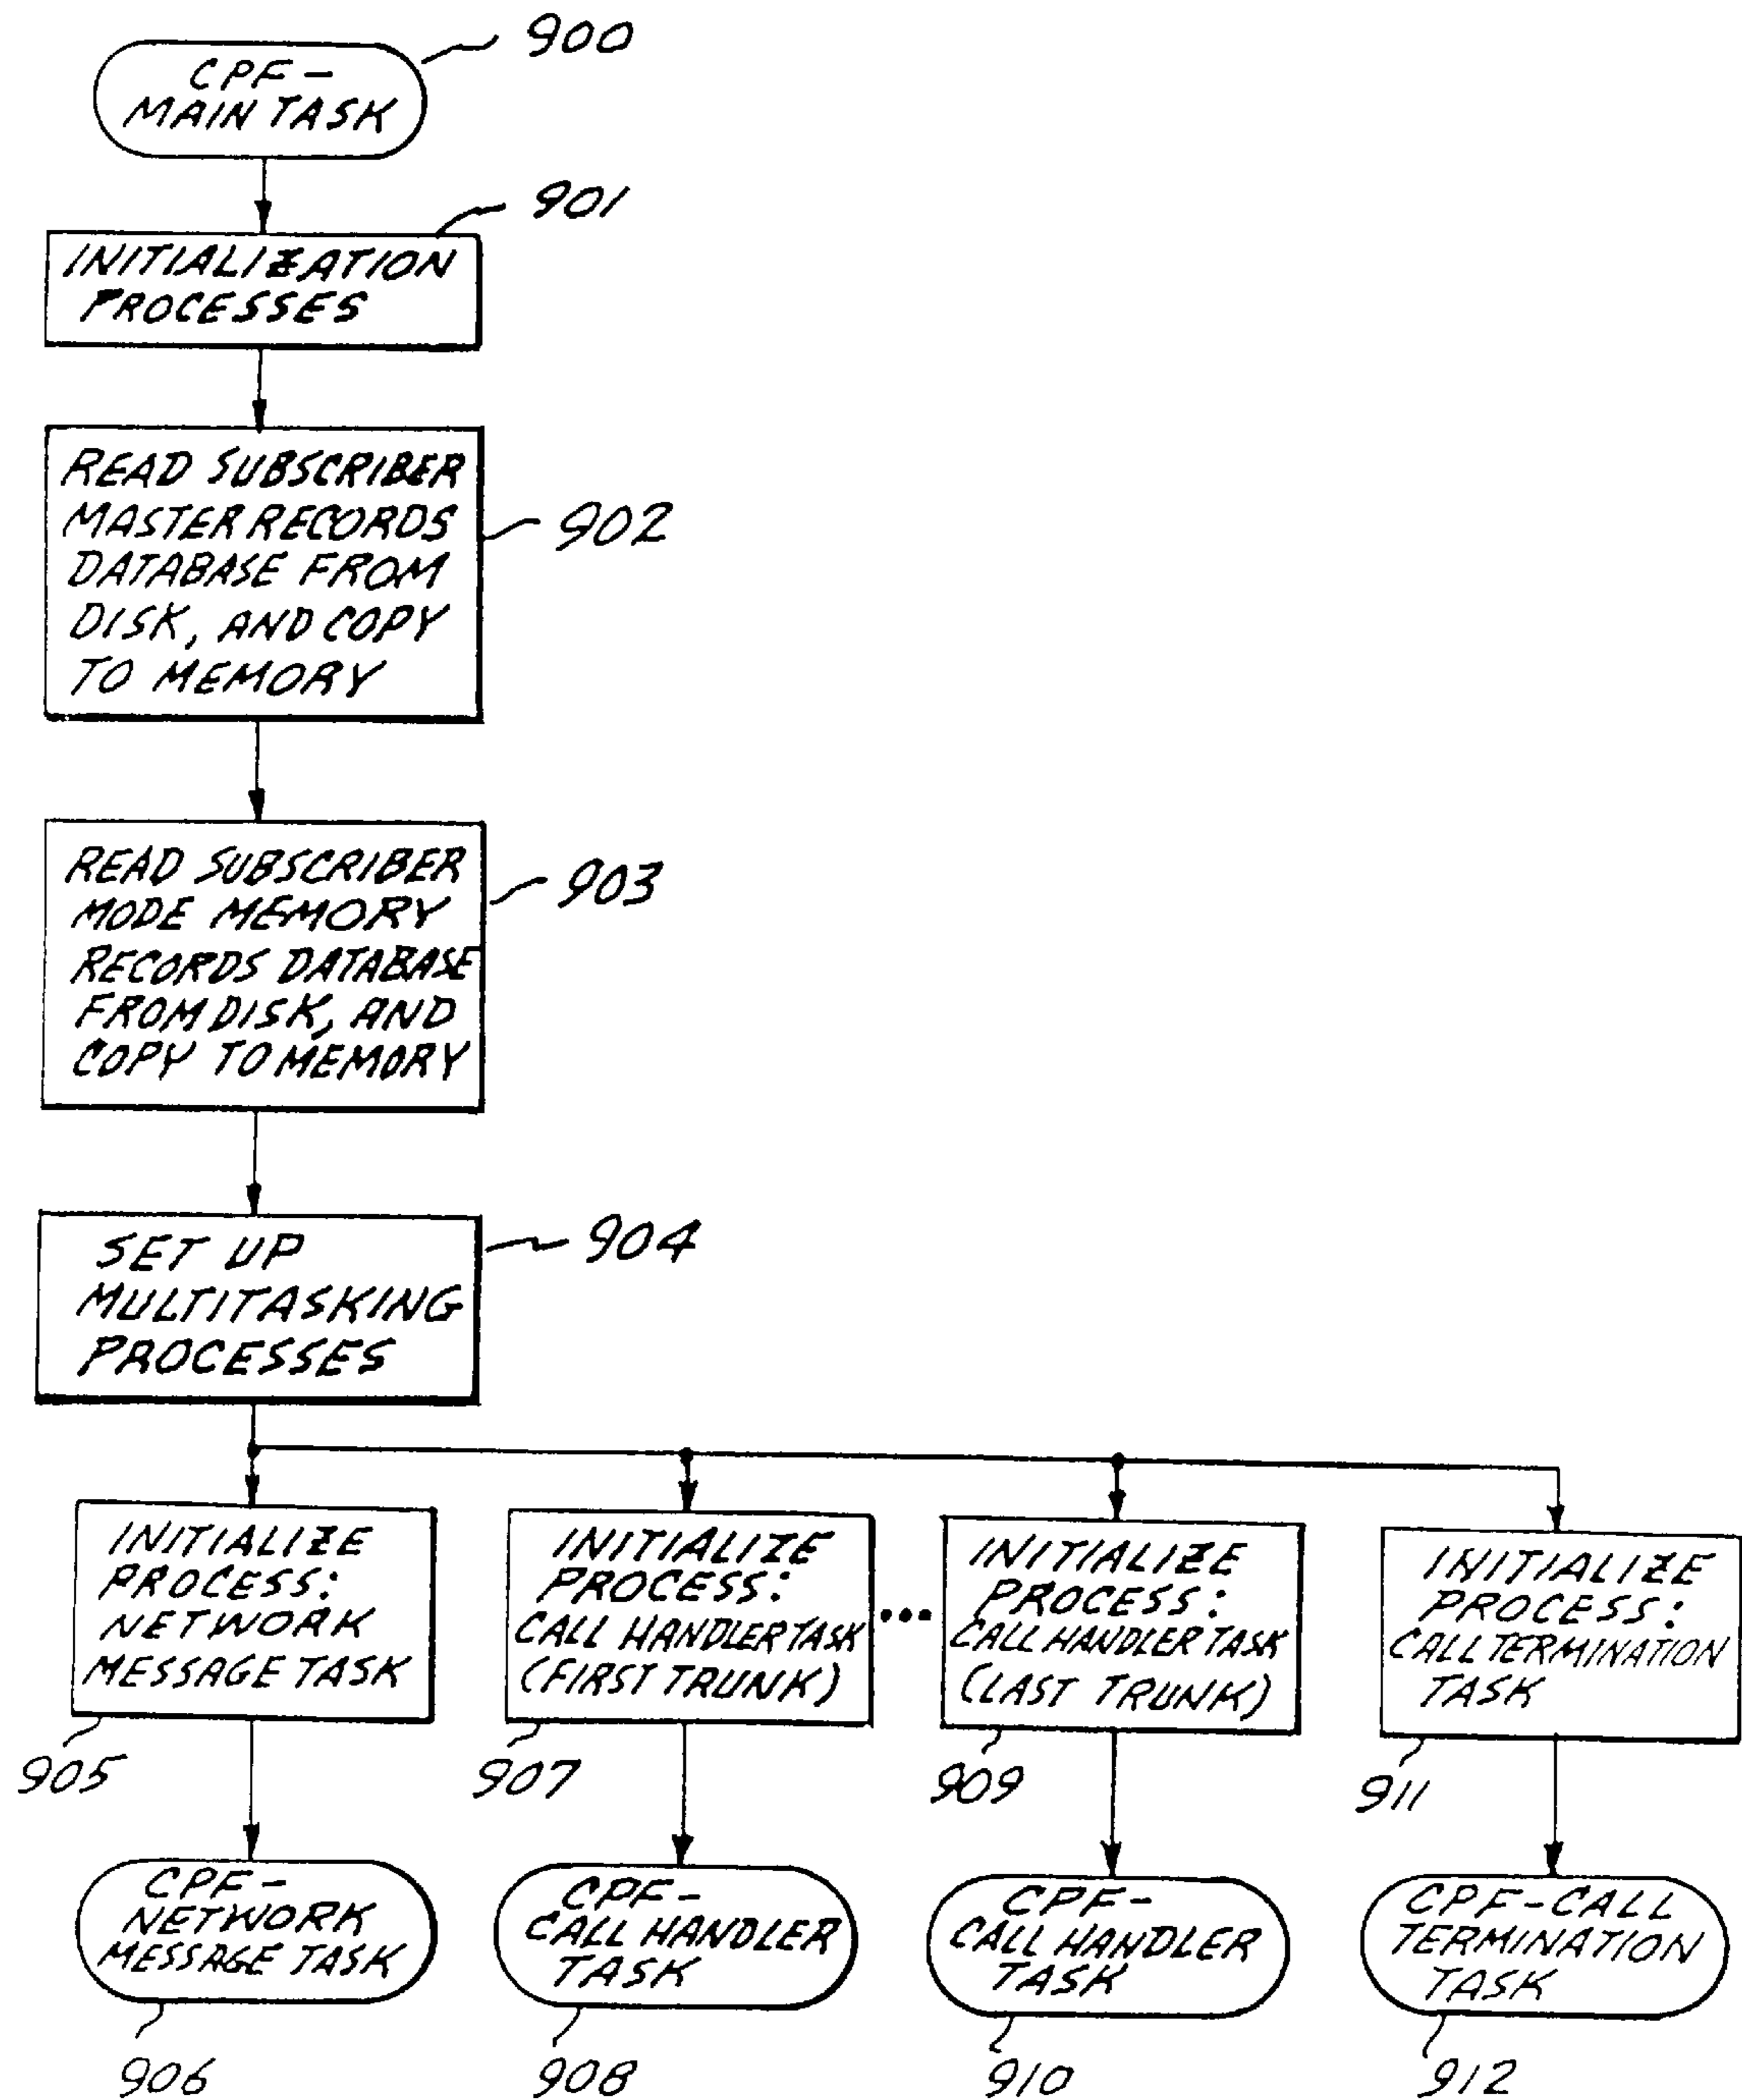 900
CPF-
MAIN TASK
901
INITIALIZATION
PROCESSES
READ SUBSCRIBER
MASTER RECORDS
DATABASE FROM
DISK, AND COPY
TO MEMORY
902
READ SUBSCRIBER
MODE MEMORY
RECORDS DATABASE
FROM DISK, AND
COPY TO MEMORY
903
SET UP
MULTITASKING
PROCESSES
904
INITIALIZE
PROCESS:
NETWORK
MESSAGE TASK
905
INITIALIZE
PROCESS:
CALL HANDLER TASK
(FIRST TRUNK)
907
...
INITIALIZE
PROCESS:
CALL HANDLER TASK
(LAST TRUNK)
909
INITIALIZE
PROCESS:
CALL TERMINATION
TASK
911
CPF-
NETWORK
MESSAGE TASK
906
CPF-
CALL HANDLER
TASK
908
CPF-
CALL HANDLER
TASK
910
CPF-CALL
TERMINATION
TASK
912